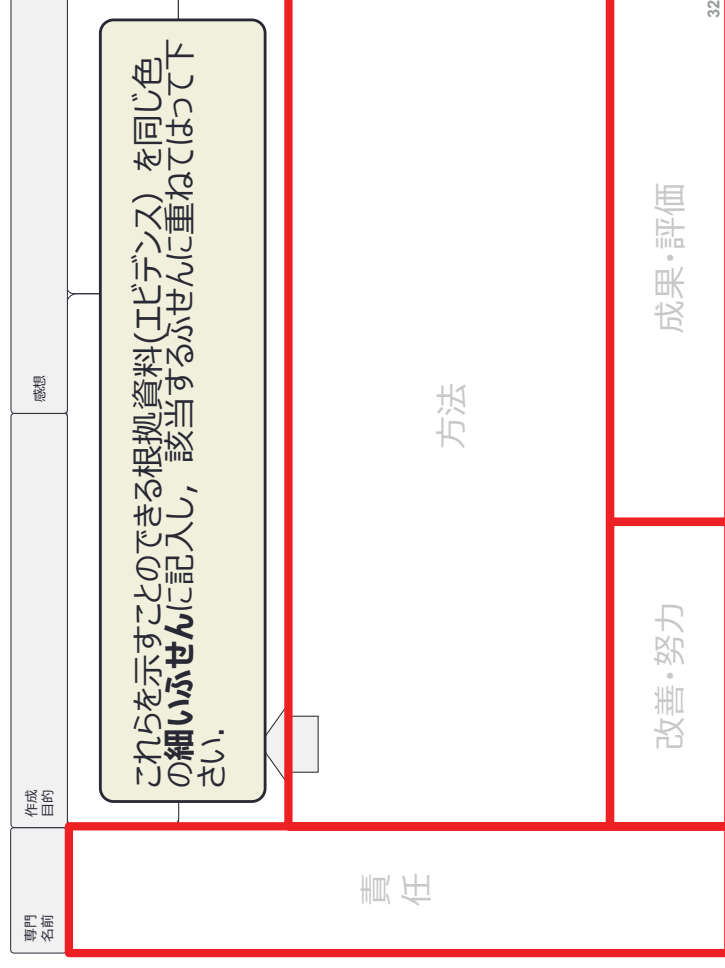 専門
名前
作成
目的
感想
これらを示すことのできる根拠資料(エビデンス)を同じ色
の細いふせんに記入し，該当するふせんに重ねてはって下
さい.
責任
方法
改善・努力
成果・評価
32